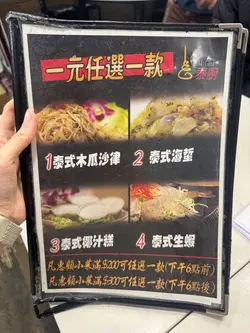 一元任選一款
泰廚
1泰式木瓜沙律
2 泰式海蜇
3泰式椰汁糕
4 泰式生蝦
凡惠顧小菜滿$200可任選一款(下午6點前)
凡惠顧小菜滿$300可任選一款(下午6點後)